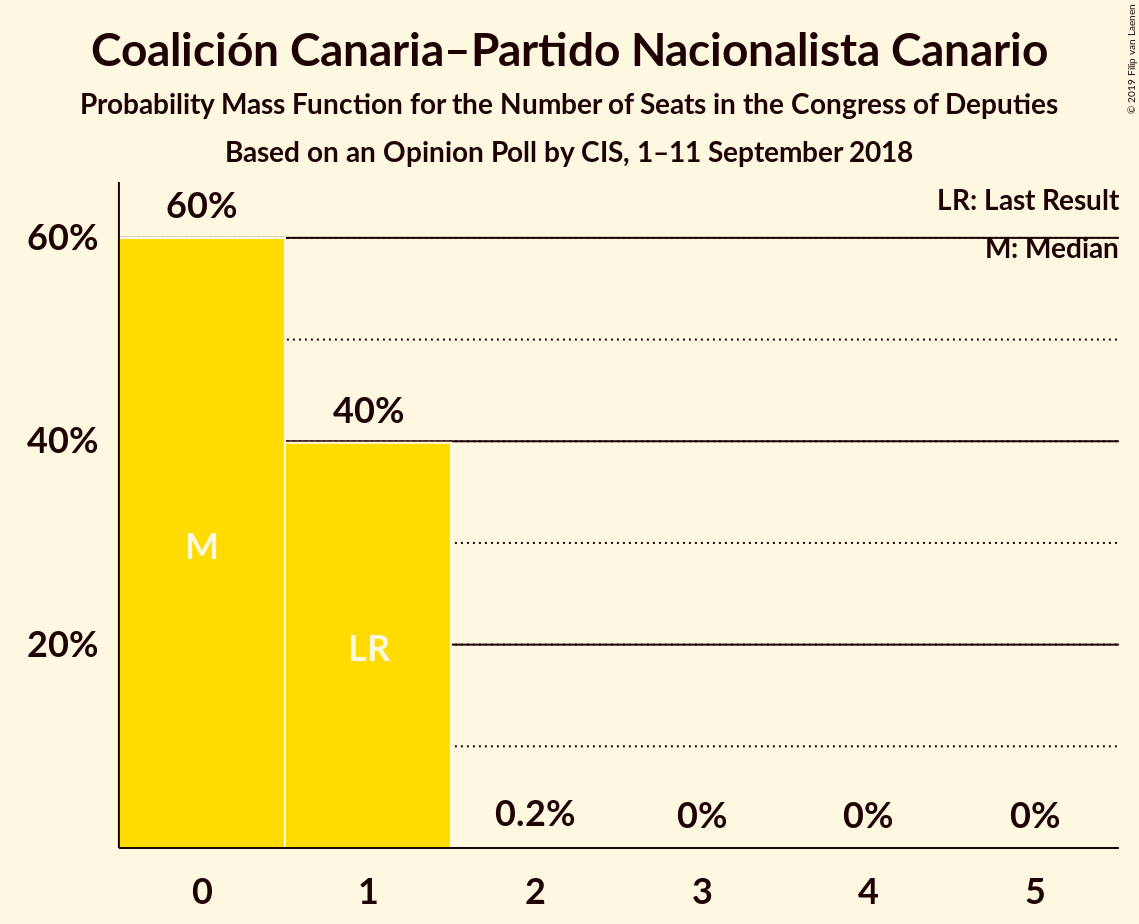 Coalición Canaria–Partido Nacionalista Canario
Probability Mass Function for the Number of Seats in the Congress of Deputies
Based on an Opinion Poll by CIS, 1–11 September 2018
© 2019 Filip van Laenen
LR: Last Result
M: Median
60%
60%
40%
40%
20%
M
LR
0.2%
0%
0%
0%
0
1
2
3
4
5